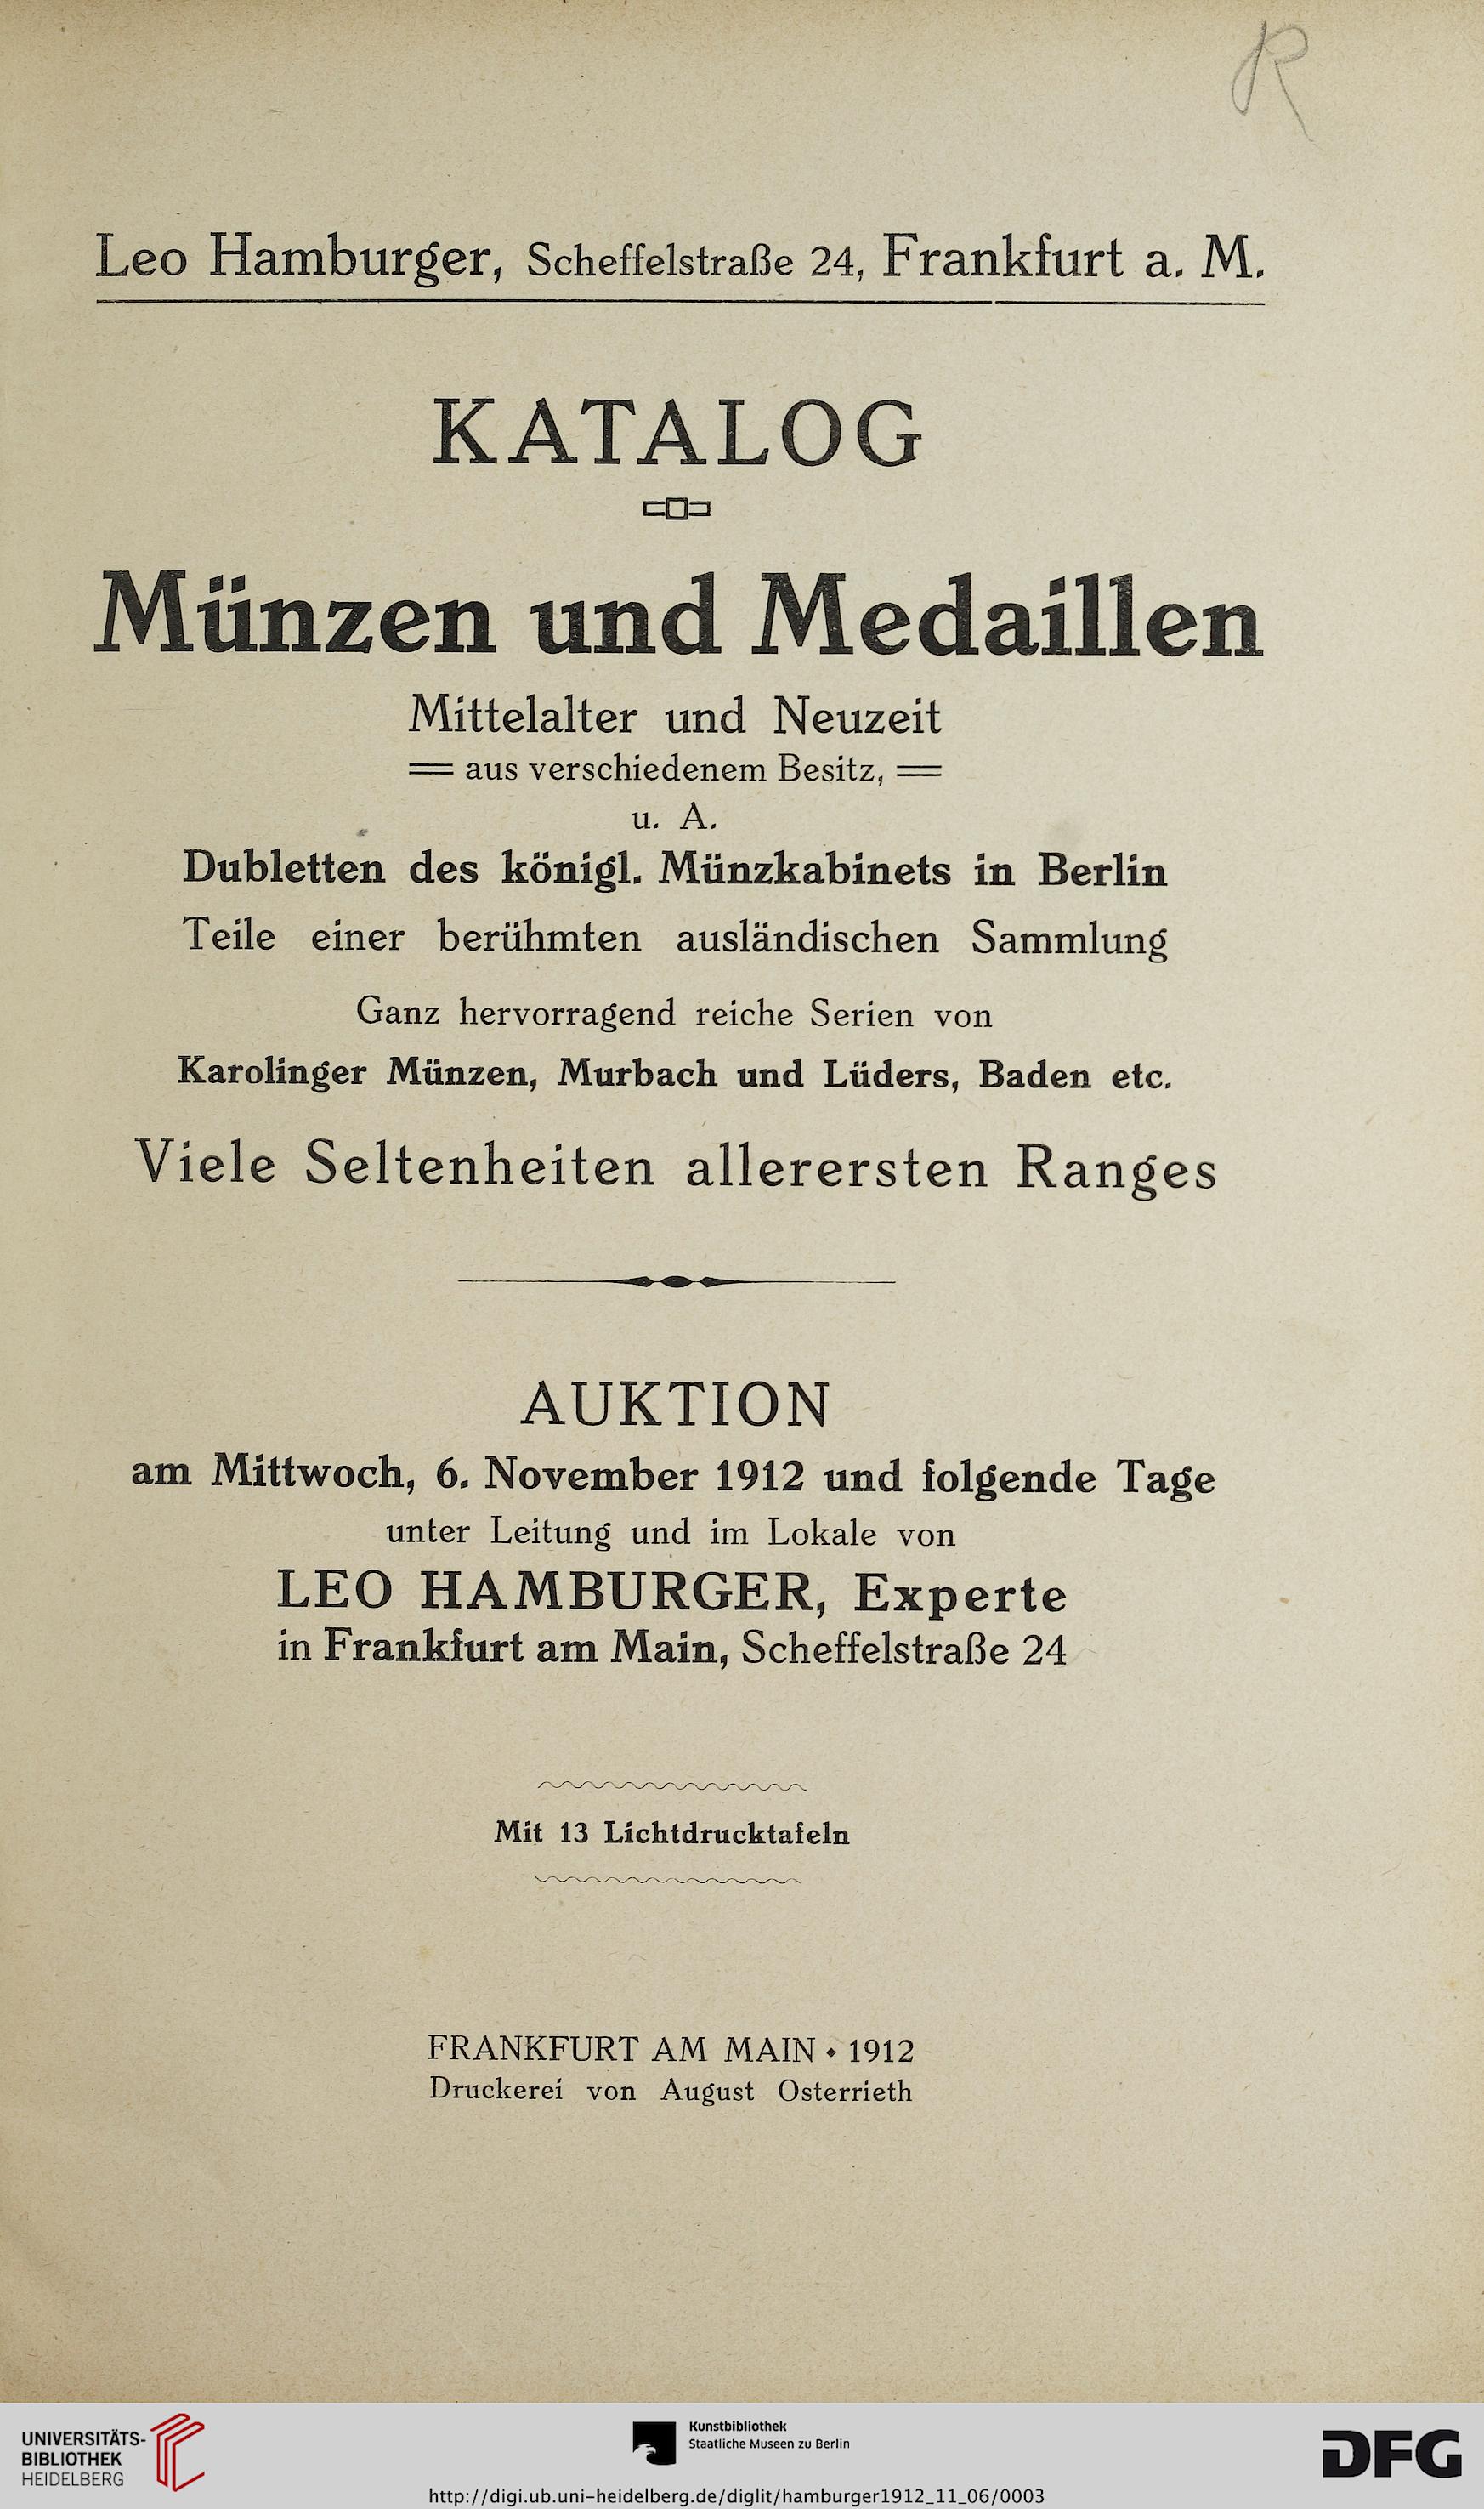 R
Leo Hamburger, Scheffelstraße 24, Frankfurt a. M.
KATALOG
Münzen und Medaillen
Mittelalter und Neuzeit
aus verschiedenem Besitz,
u. A.
Dubletten des königl. Münzkabinets in Berlin
Teile einer berühmten ausländischen Sammlung
Ganz hervorragend reiche Serien von
Karolinger Münzen, Murbach und Lüders, Baden etc.
Viele Seltenheiten allerersten Ranges
AUKTION
am Mittwoch, 6. November 1912 und folgende Tage
unter Leitung und im Lokale von
LEO HAMBURGER, Experte
in Frankfurt am Main, Scheffelstraße 24
Mit 13 Lichtdrucktafeln
FRANKFURT AM MAIN • 1912
Druckerei von August Osterrieth
UNIVERSITÄTS-
BIBLIOTHEK
HEIDELBERG
Kunstbibliothek
Staatliche Museen zu Berlin
DFG
http://digi.ub.uni-heidelberg.de/diglit/hamburger1912_11_06/0003